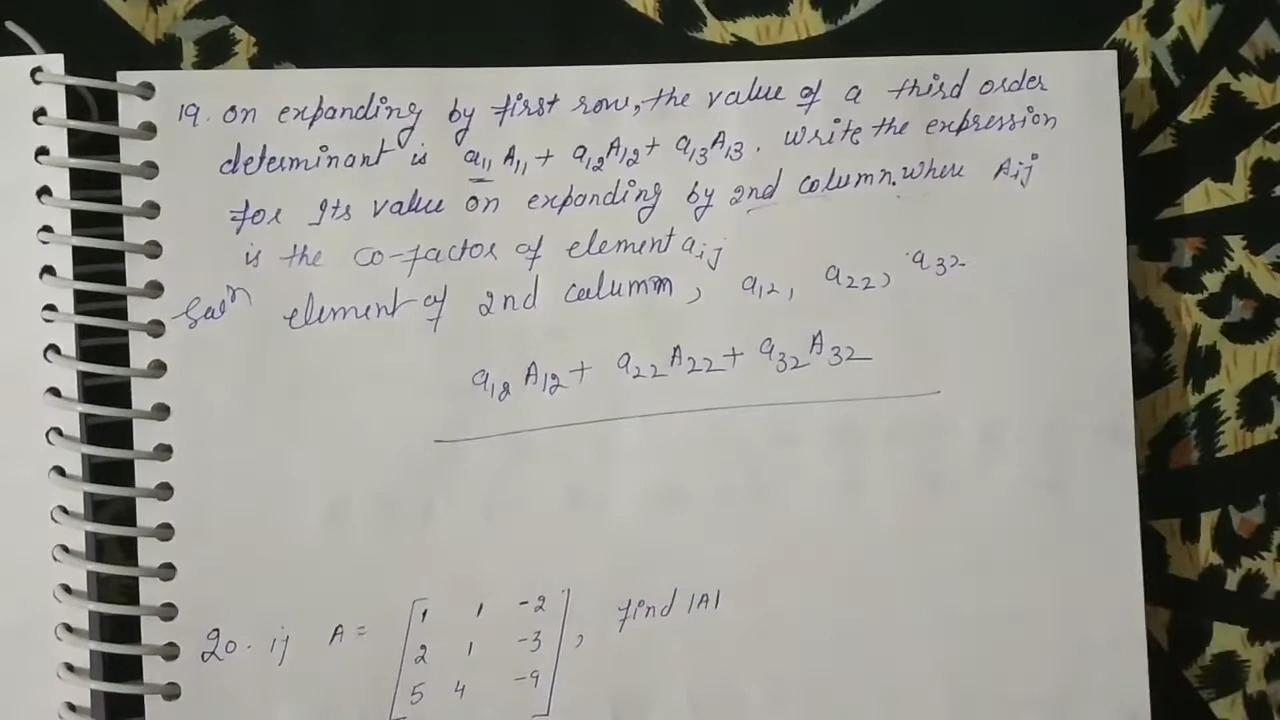 19. on expanding by first row, the value of a third order
determinant is a₁₁ A₁₁ + a₁₂A₁₂ + a₁₃A₁₃. Write the expression
for Its value on expanding by 2nd column. where Aij
is the co-factor of element aij
Solⁿ element of 2nd column, a₁₂, a₂₂, a₃₂
a₁₂ A₁₂ + a₂₂A₂₂ + a₃₂A₃₂
20. if A = [1 1 -2
2 1 -3
5 4 -9], find |A|